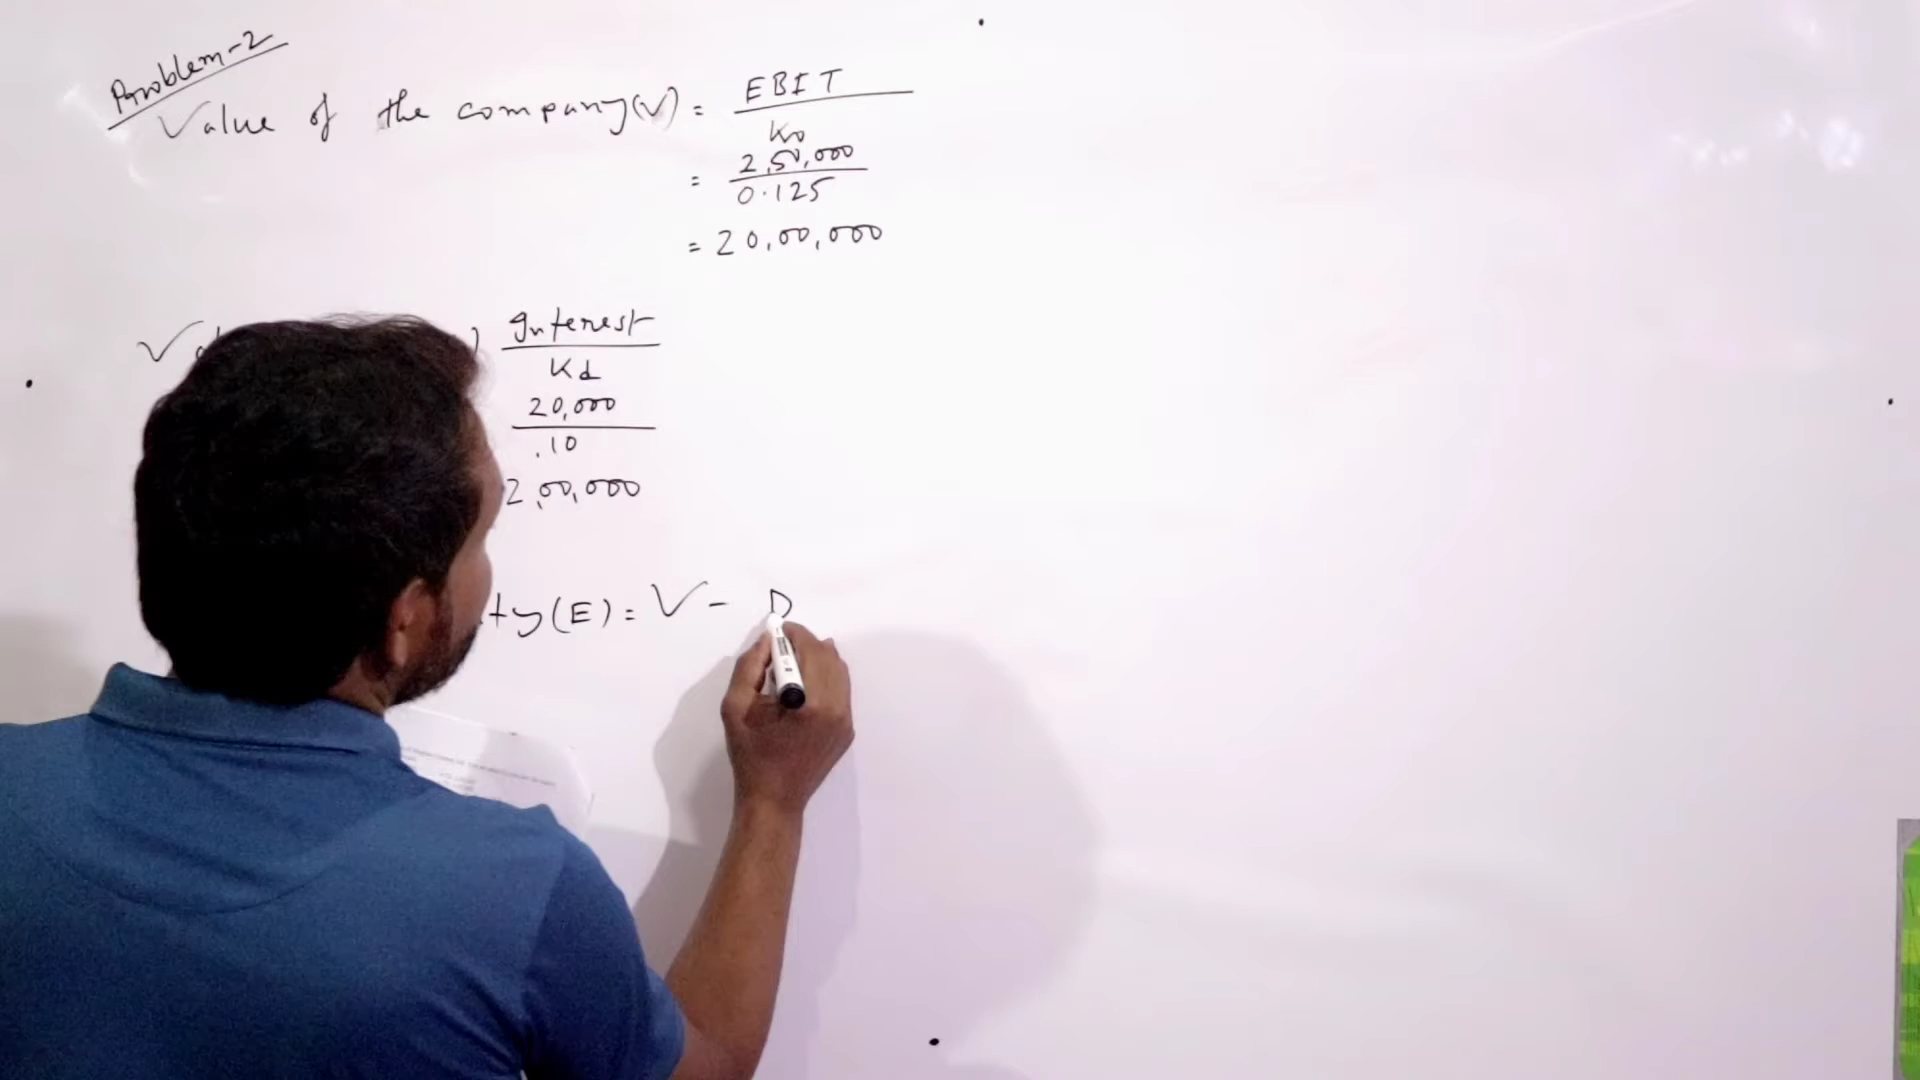 Problem-2
Value of the company(V) = EBIT
Ko
= 2,50,000
0.125
= 20,00,000
Interest
Kd
20,000
.10
2,00,000
ty(E) = V - D